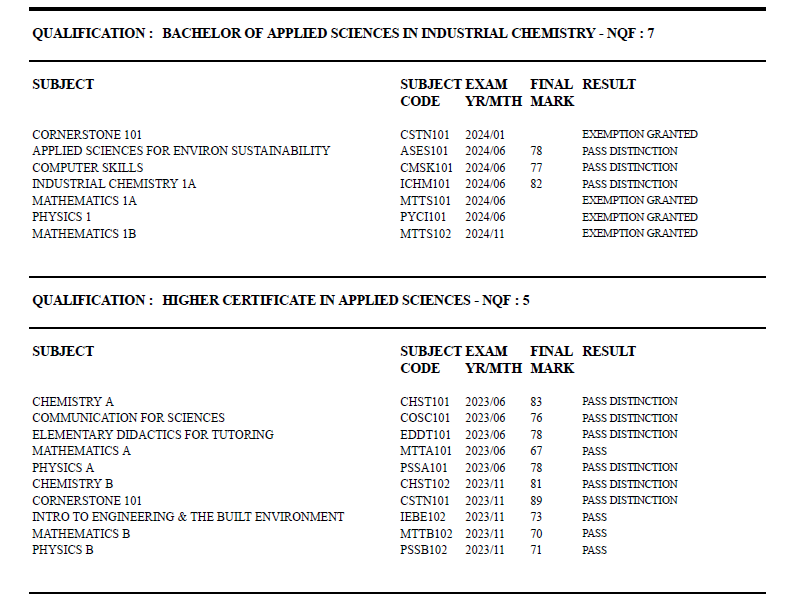 QUALIFICATION : BACHELOR OF APPLIED SCIENCES IN INDUSTRIAL CHEMISTRY - NQF : 7
SUBJECT SUBJECT EXAM FINAL RESULT
CODE YR/MTH MARK
CORNERSTONE 101 CSTN101 2024/01 EXEMPTION GRANTED
APPLIED SCIENCES FOR ENVIRON SUSTAINABILITY ASES101 2024/06 78 PASS DISTINCTION
COMPUTER SKILLS CMSK101 2024/06 77 PASS DISTINCTION
INDUSTRIAL CHEMISTRY 1A ICHM101 2024/06 82 PASS DISTINCTION
MATHEMATICS 1A MTTS101 2024/06 EXEMPTION GRANTED
PHYSICS 1 PYCI101 2024/06 EXEMPTION GRANTED
MATHEMATICS 1B MTTS102 2024/11 EXEMPTION GRANTED
QUALIFICATION : HIGHER CERTIFICATE IN APPLIED SCIENCES - NQF : 5
SUBJECT SUBJECT EXAM FINAL RESULT
CODE YR/MTH MARK
CHEMISTRY A CHST101 2023/06 83 PASS DISTINCTION
COMMUNICATION FOR SCIENCES COSC101 2023/06 76 PASS DISTINCTION
ELEMENTARY DIDACTICS FOR TUTORING EDDT101 2023/06 78 PASS DISTINCTION
MATHEMATICS A MTTA101 2023/06 67 PASS
PHYSICS A PSSA101 2023/06 78 PASS DISTINCTION
CHEMISTRY B CHST102 2023/11 81 PASS DISTINCTION
CORNERSTONE 101 CSTN101 2023/11 89 PASS DISTINCTION
INTRO TO ENGINEERING & THE BUILT ENVIRONMENT IEBE102 2023/11 73 PASS
MATHEMATICS B MTTB102 2023/11 70 PASS
PHYSICS B PSSB102 2023/11 71 PASS